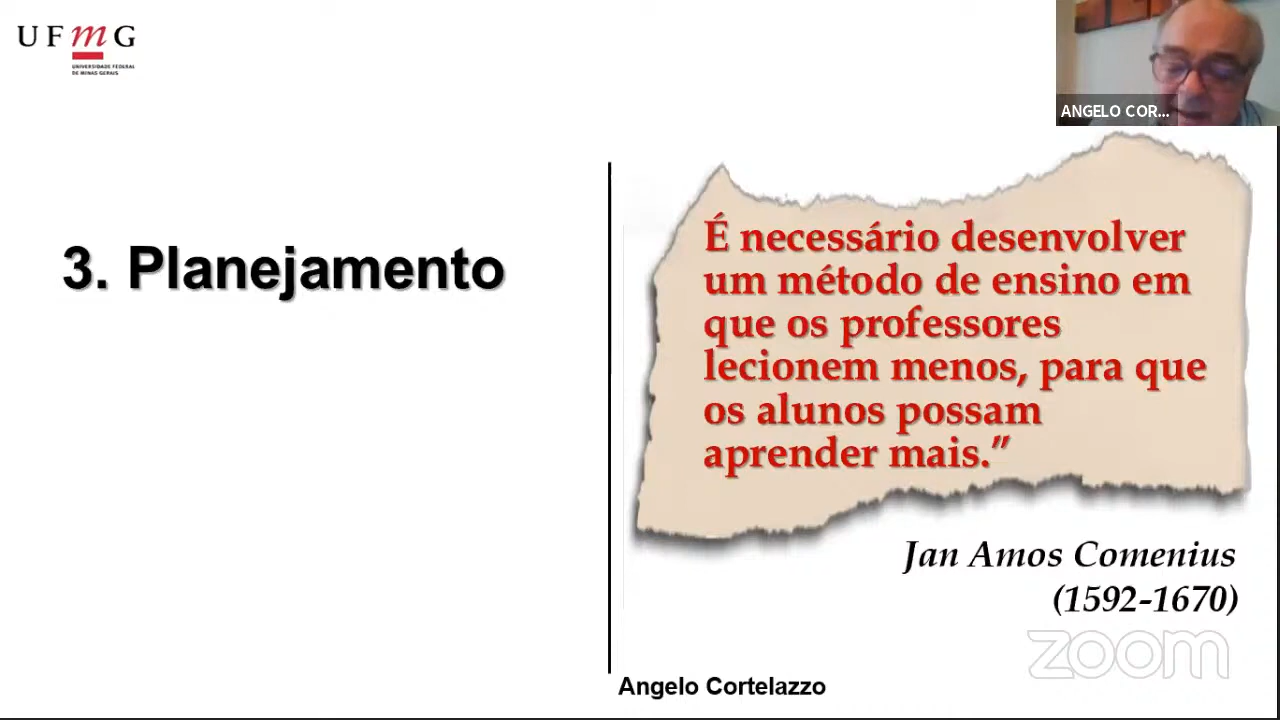 UFmG
UNIVERSIDADE FEDERAL
DE MINAS GERAIS
ANGELO COR...
3. Planejamento
É necessário desenvolver
um método de ensino em
que os professores
lecionem menos, para que
os alunos possam
aprender mais.”
Jan Amos Comenius
(1592-1670)
zoom
Angelo Cortelazzo